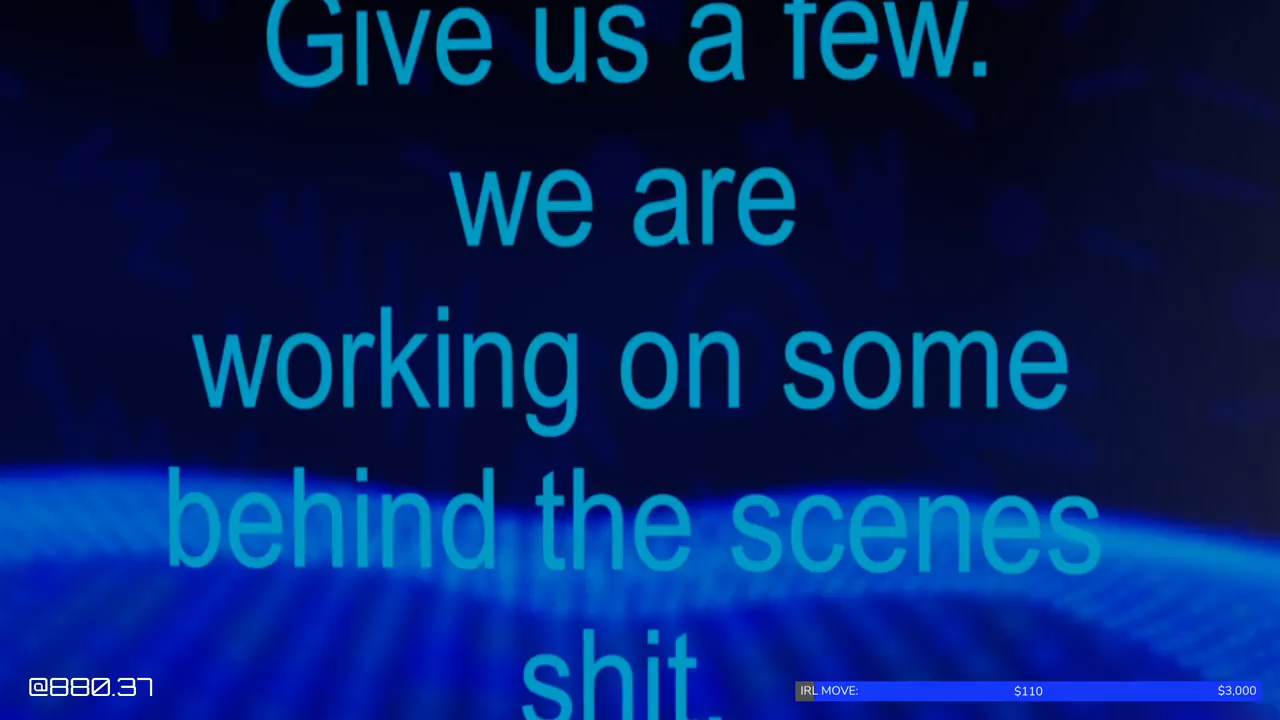 Give us a few.
we are
working on some
behind the scenes
shit.
@880.37
IRL MOVE: $110 $3,000